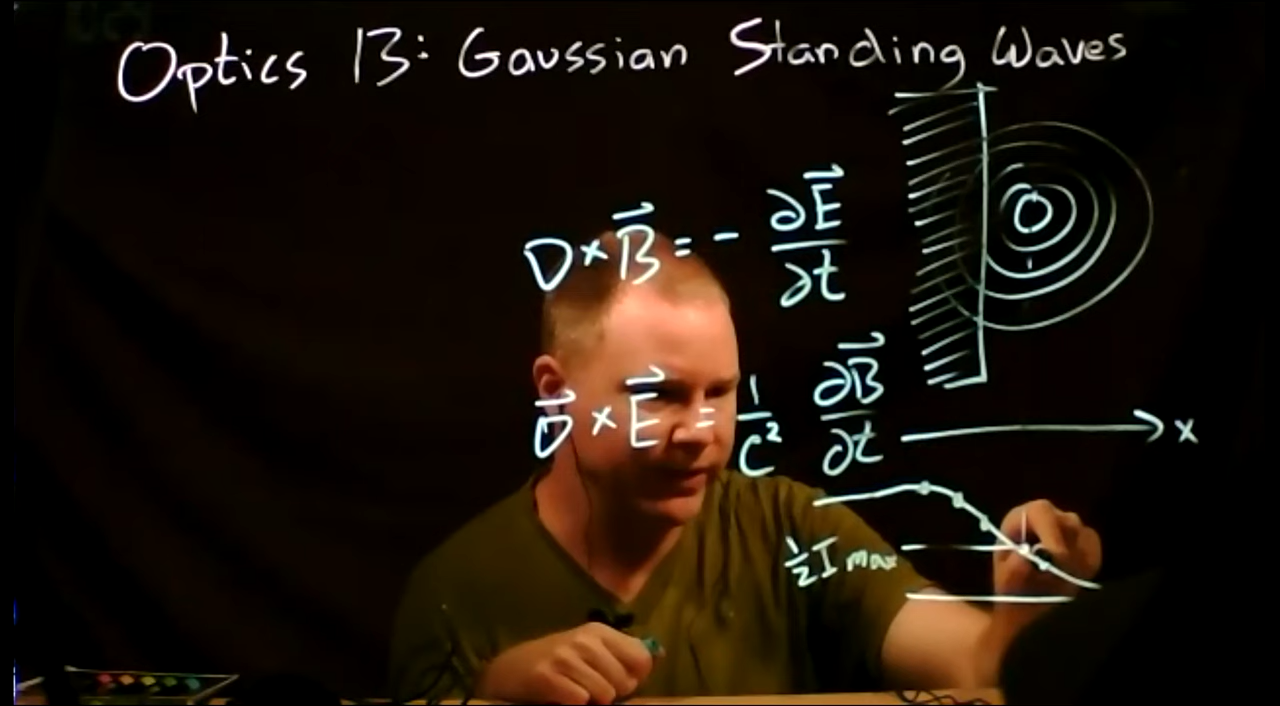 Optics 13: Gaussian Standing Waves
∇ × B⃗ = - ∂E⃗/∂t
∇⃗ × E⃗ = 1/c² ∂B⃗/∂t
x
½ I max